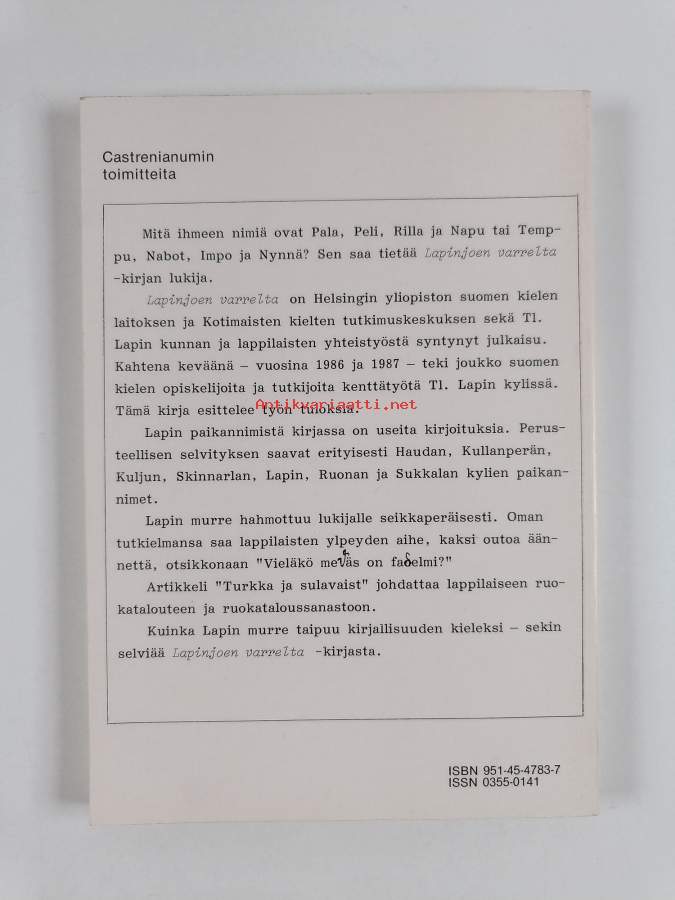 Castrenianumin
toimitteita
Mitä ihmeen nimiä ovat Pala, Peli, Rilla ja Napu tai Temp-
pu, Nabot, Impo ja Nynnä? Sen saa tietää Lapinjoen varrelta
-kirjan lukija.
Lapinjoen varrelta on Helsingin yliopiston suomen kielen
laitoksen ja Kotimaisten kielten tutkimuskeskuksen sekä Tl.
Lapin kunnan ja lappilaisten yhteistyöstä syntynyt julkaisu.
Kahtena keväänä – vuosina 1986 ja 1987 – teki joukko suomen
kielen opiskelijoita ja tutkijoita kenttätyötä Tl. Lapin kylissä.
Antikvariaatti.net
Tämä kirja esittelee työn tuloksia.
Lapin paikannimistä kirjassa on useita kirjoituksia. Perus-
teellisen selvityksen saavat erityisesti Haudan, Kullanperän,
Kuljun, Skinnarlan, Lapin, Ruonan ja Sukkalan kylien paikan-
nimet.
Lapin murre hahmottuu lukijalle seikkaperäisesti. Oman
tutkielmansa saa lappilaisten ylpeyden aihe, kaksi outoa ään-
nettä, otsikkonaan "Vieläkö meϑäs on faδelmi?"
Artikkeli "Turkka ja sulavaist" johdattaa lappilaiseen ruo-
katalouteen ja ruokataloussanastoon.
Kuinka Lapin murre taipuu kirjallisuuden kieleksi – sekin
selviää Lapinjoen varrelta -kirjasta.
ISBN 951-45-4783-7
ISSN 0355-0141